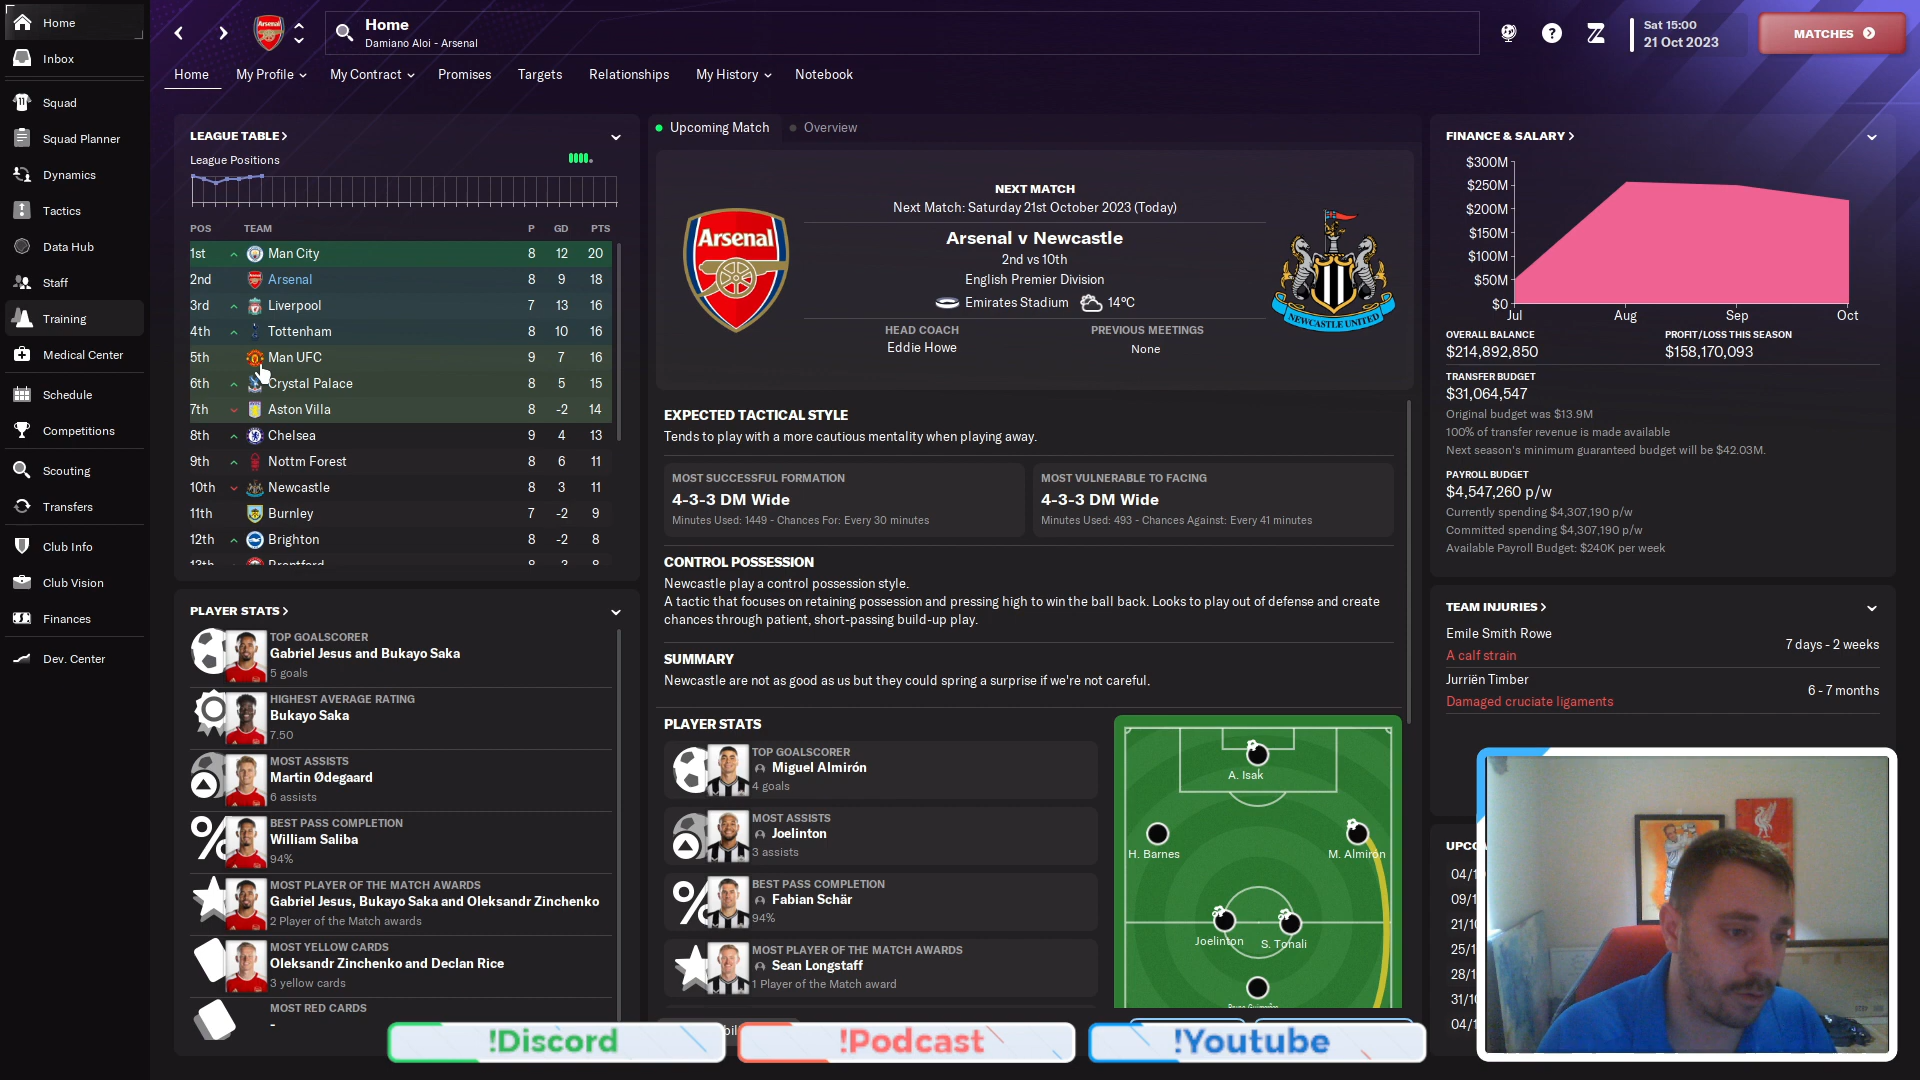 Home
Inbox
Squad
Squad Planner
Dynamics
Tactics
Data Hub
Staff
Training
Medical Center
Schedule
Competitions
Scouting
Transfers
Club Info
Club Vision
Finances
Dev. Center
Arsenal
Home
Damiano Aloi - Arsenal
Sat 15:00
21 Oct 2023
MATCHES
Home
My Profile
My Contract
Promises
Targets
Relationships
My History
Notebook
LEAGUE TABLE
League Positions
POS TEAM P GD PTS
1st Man City 8 12 20
2nd Arsenal 8 9 18
3rd Liverpool 7 13 16
4th Tottenham 8 10 16
5th Man UFC 9 7 16
6th Crystal Palace 8 5 15
7th Aston Villa 8 -2 14
8th Chelsea 9 4 13
9th Nottm Forest 8 6 11
10th Newcastle 8 3 11
11th Burnley 7 -2 9
12th Brighton 8 -2 8
PLAYER STATS
TOP GOALSCORER
Gabriel Jesus and Bukayo Saka
5 goals
HIGHEST AVERAGE RATING
Bukayo Saka
7.50
MOST ASSISTS
Martin Ødegaard
6 assists
BEST PASS COMPLETION
William Saliba
94%
MOST PLAYER OF THE MATCH AWARDS
Gabriel Jesus, Bukayo Saka and Oleksandr Zinchenko
2 Player of the Match awards
MOST YELLOW CARDS
Oleksandr Zinchenko and Declan Rice
3 yellow cards
MOST RED CARDS
-
Upcoming Match
Overview
Arsenal
NEXT MATCH
Next Match: Saturday 21st October 2023 (Today)
Arsenal v Newcastle
2nd vs 10th
English Premier Division
Emirates Stadium 14°C
HEAD COACH
Eddie Howe
PREVIOUS MEETINGS
None
NEWCASTLE UNITED
EXPECTED TACTICAL STYLE
Tends to play with a more cautious mentality when playing away.
MOST SUCCESSFUL FORMATION
4-3-3 DM Wide
Minutes Used: 1449 - Chances For: Every 30 minutes
MOST VULNERABLE TO FACING
4-3-3 DM Wide
Minutes Used: 493 - Chances Against: Every 41 minutes
CONTROL POSSESSION
Newcastle play a control possession style.
A tactic that focuses on retaining possession and pressing high to win the ball back. Looks to play out of defense and create
chances through patient, short-passing build-up play.
SUMMARY
Newcastle are not as good as us but they could spring a surprise if we're not careful.
PLAYER STATS
TOP GOALSCORER
Miguel Almirón
4 goals
MOST ASSISTS
Joelinton
3 assists
BEST PASS COMPLETION
Fabian Schär
94%
MOST PLAYER OF THE MATCH AWARDS
Sean Longstaff
1 Player of the Match award
A. Isak
H. Barnes
M. Almirón
Joelinton
S. Tonali
FINANCE & SALARY
$300M
$250M
$200M
$150M
$100M
$50M
$0
Jul Aug Sep Oct
OVERALL BALANCE
$214,892,850
PROFIT/LOSS THIS SEASON
$158,170,093
TRANSFER BUDGET
$31,064,547
Original budget was $13.9M
100% of transfer revenue is made available
Next season's minimum guaranteed budget will be $42.03M.
PAYROLL BUDGET
$4,547,260 p/w
Currently spending $4,307,190 p/w
Committed spending $4,307,190 p/w
Available Payroll Budget: $240K per week
TEAM INJURIES
Emile Smith Rowe
A calf strain
7 days - 2 weeks
Jurriën Timber
Damaged cruciate ligaments
6 - 7 months
UPCO
04/1
09/1
21/10
25/1
28/1
31/10
04/1
!Discord
!Podcast
!Youtube